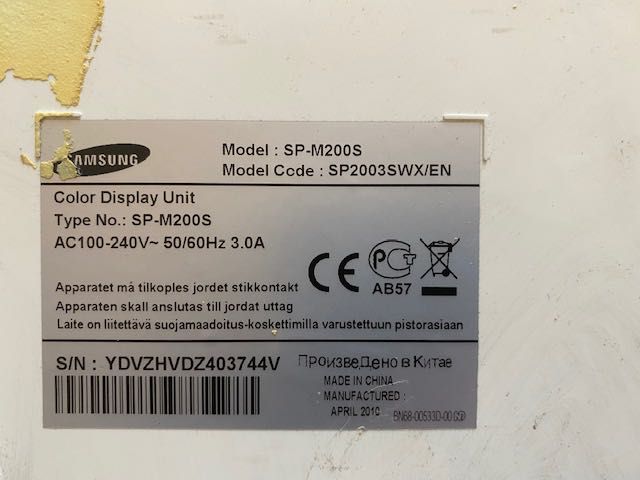 SAMSUNG
Model : SP-M200S
Model Code : SP2003SWX/EN
Color Display Unit
Type No.: SP-M200S
AC100-240V~ 50/60Hz 3.0A
CE
РСТ
AB57
Apparatet må tilkoples jordet stikkontakt
Apparaten skall anslutas till jordat uttag
Laite on liitettävä suojamaadoitus-koskettimilla varustettuun pistorasiaan
S/N : YDVZHVDZ403744V
Произведено в Китае
MADE IN CHINA
MANUFACTURED :
APRIL 2010